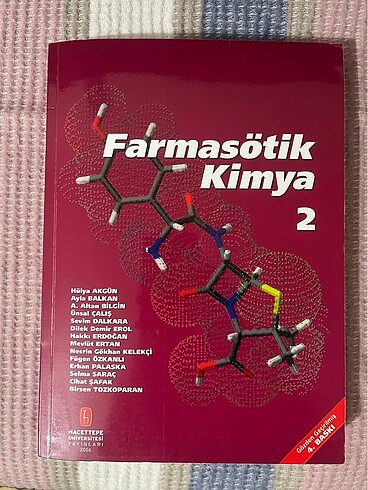 Farmasötik
Kimya
2
Hülya AKGÜN
Ayla BALKAN
A. Altan BİLGİN
Ünsal ÇALIŞ
Sevim DALKARA
Dilek Demir EROL
Hakkı ERDOĞAN
Mevlüt ERTAN
Nesrin Gökhan KELEKÇİ
Fügen ÖZKANLI
Erhan PALASKA
Selma SARAÇ
Cihat ŞAFAK
Birsen TOZKOPARAN
HACETTEPE
ÜNİVERSİTESİ
YAYINLARI
2016
Gözden Geçirilmiş
4. BASKI